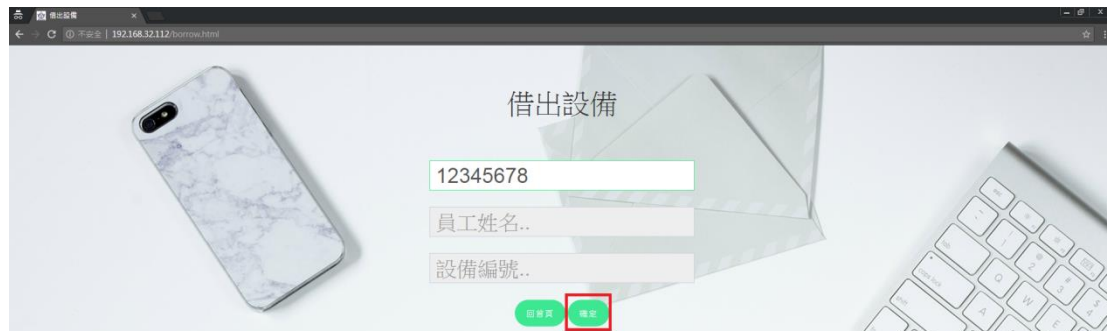 借出設備
不安全 | 192.168.32.112/borrow.html
借出設備
12345678
員工姓名..
設備編號..
回首頁 確定